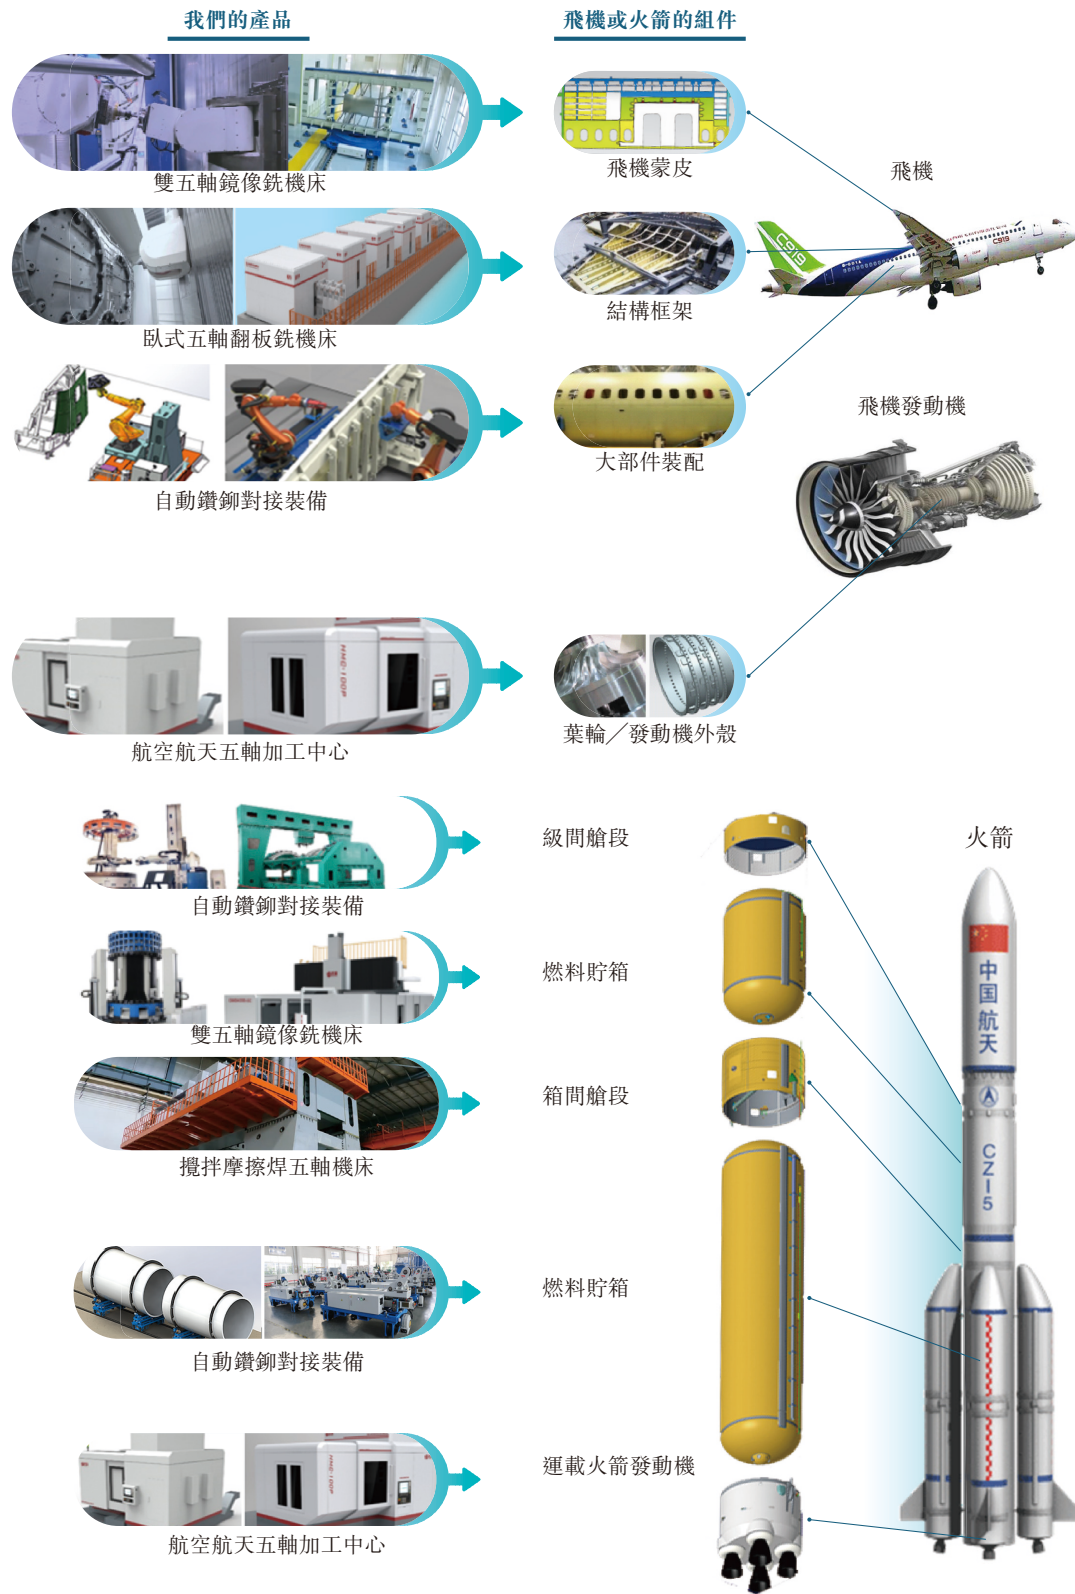 我們的產品
飛機或火箭的組件
雙五軸鏡像銑機床
飛機蒙皮
飛機
C919
C919
臥式五軸翻板銑機床
結構框架
自動鑽鉚對接裝備
大部件裝配
飛機發動機
HMC-100P
航空航天五軸加工中心
葉輪／發動機外殼
自動鑽鉚對接裝備
級間艙段
火箭
雙五軸鏡像銑機床
燃料貯箱
中国航天
攪拌摩擦焊五軸機床
箱間艙段
CZ15
自動鑽鉚對接裝備
燃料貯箱
HMC-100P
航空航天五軸加工中心
運載火箭發動機